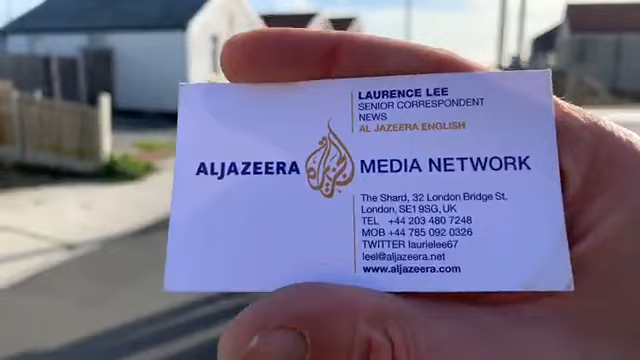 LAURENCE LEE
SENIOR CORRESPONDENT
NEWS
AL JAZEERA ENGLISH
ALJAZEERA الجزيرة MEDIA NETWORK
The Shard, 32 London Bridge St,
London, SE1 9SG, UK
TEL +44 203 480 7248
MOB +44 785 092 0326
TWITTER laurielee67
leel@aljazeera.net
www.aljazeera.com